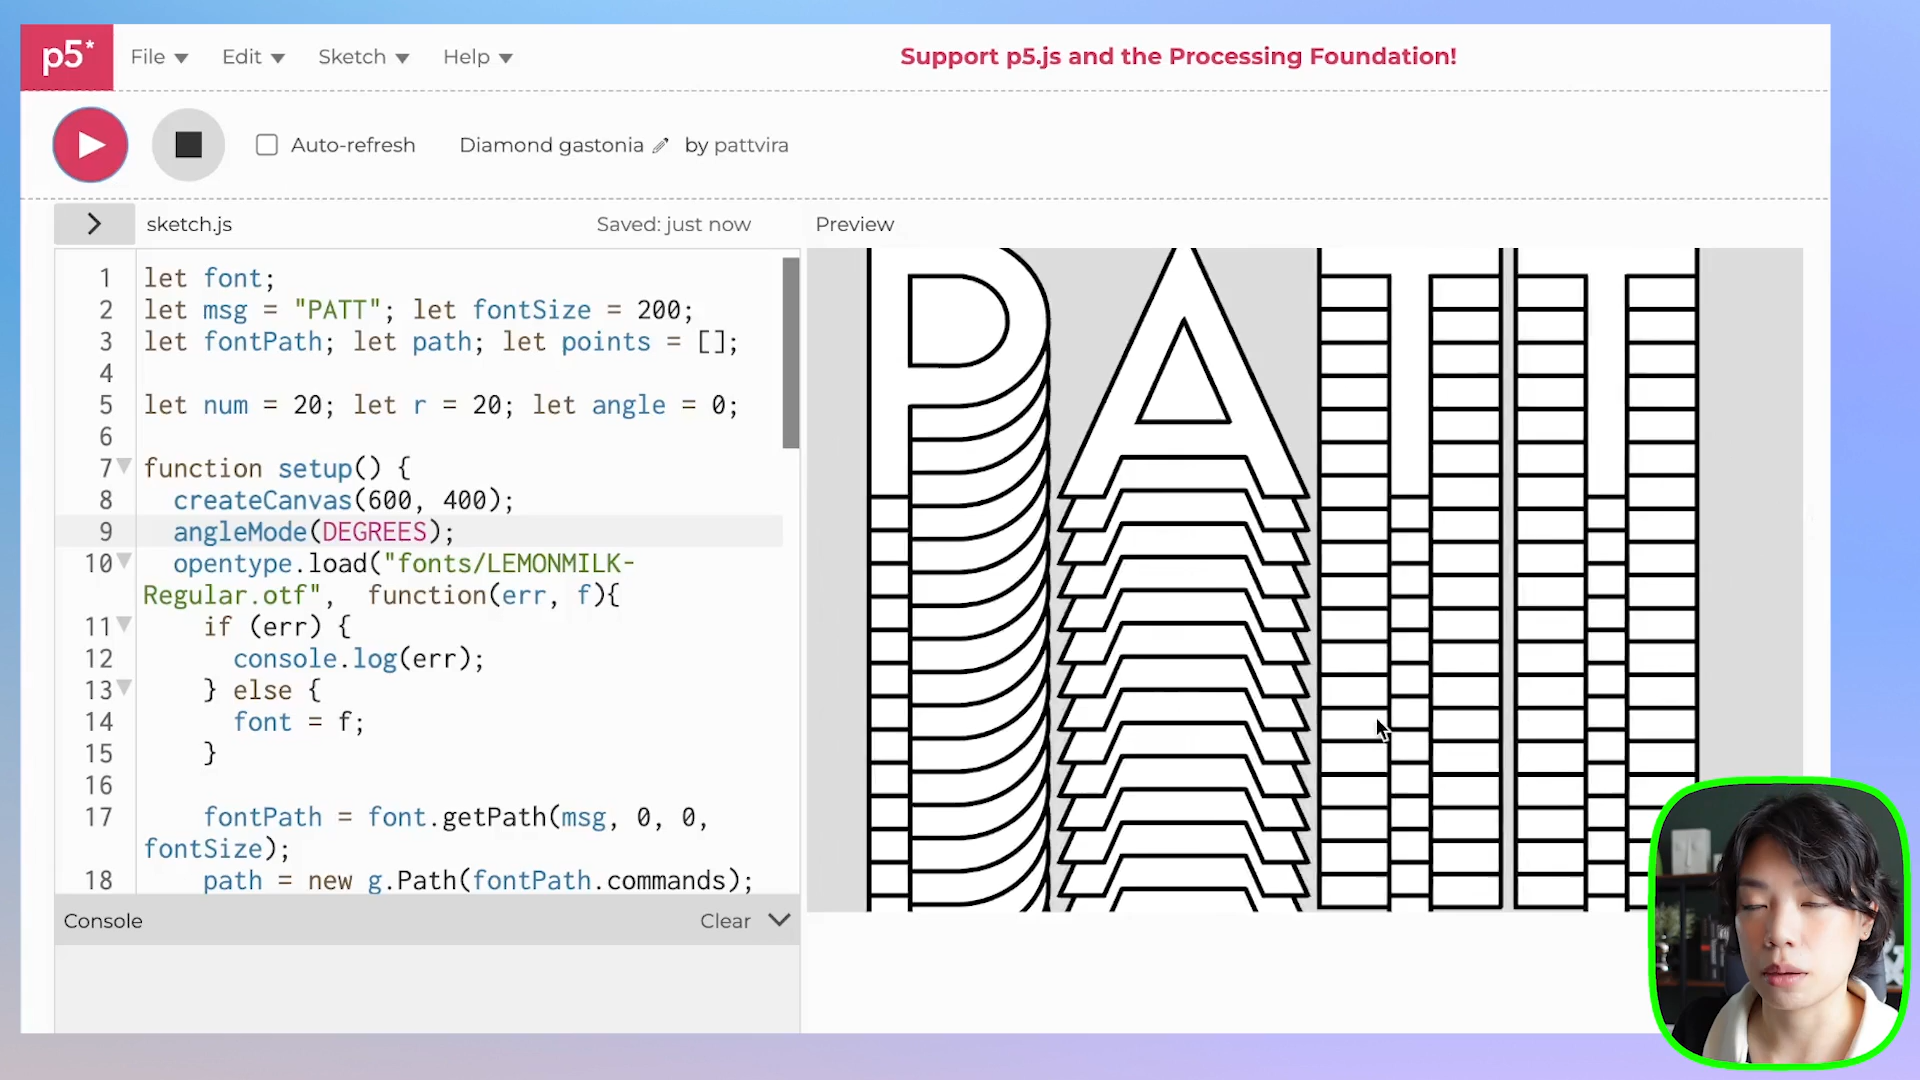 p5*
File Edit Sketch Help
Support p5.js and the Processing Foundation!
Auto-refresh Diamond gastonia by pattvira
sketch.js Saved: just now Preview
1 let font;
2 let msg = "PATT"; let fontSize = 200;
3 let fontPath; let path; let points = [];
4
5 let num = 20; let r = 20; let angle = 0;
6
7 function setup() {
8 createCanvas(600, 400);
9 angleMode(DEGREES);
10 opentype.load("fonts/LEMONMILK-
Regular.otf", function(err, f){
11 if (err) {
12 console.log(err);
13 } else {
14 font = f;
15 }
16
17 fontPath = font.getPath(msg, 0, 0,
fontSize);
18 path = new g.Path(fontPath.commands);
Console Clear
PATT